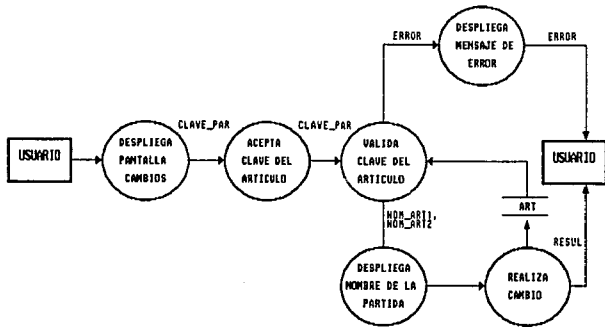 DESPLIEGA
MENSAJE DE
ERROR
ERROR
ERROR
CLAVE_PAR
CLAVE_PAR
USUARIO
DESPLIEGA
PANTALLA
CAMBIOS
ACEPTA
CLAVE DEL
ARTICULO
VALIDA
CLAVE DEL
ARTICULO
USUARIO
ART
NOM_ART1,
NOM_ART2
RESUL
DESPLIEGA
NOMBRE DE LA
PARTIDA
REALIZA
CAMBIO